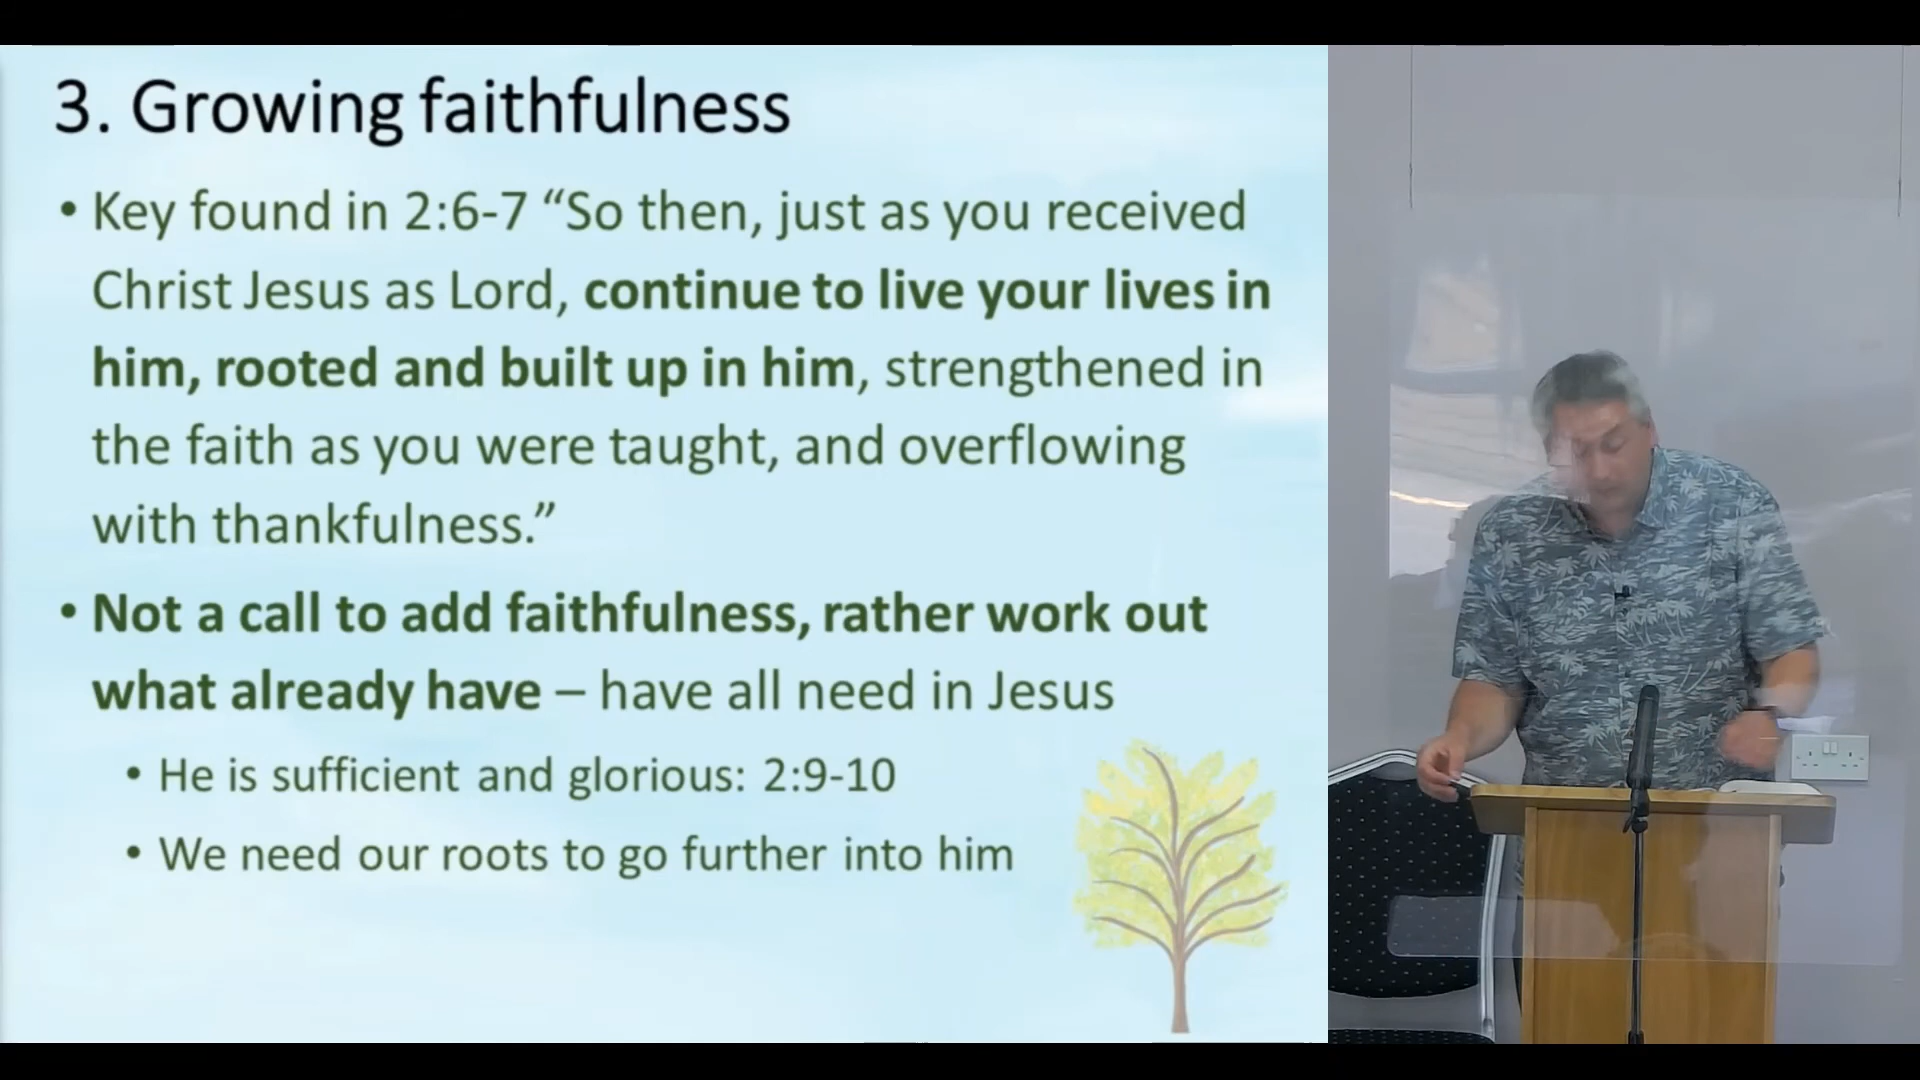 3. Growing faithfulness
• Key found in 2:6-7 “So then, just as you received
Christ Jesus as Lord, continue to live your lives in
him, rooted and built up in him, strengthened in
the faith as you were taught, and overflowing
with thankfulness.”
• Not a call to add faithfulness, rather work out
what already have – have all need in Jesus
• He is sufficient and glorious: 2:9-10
• We need our roots to go further into him